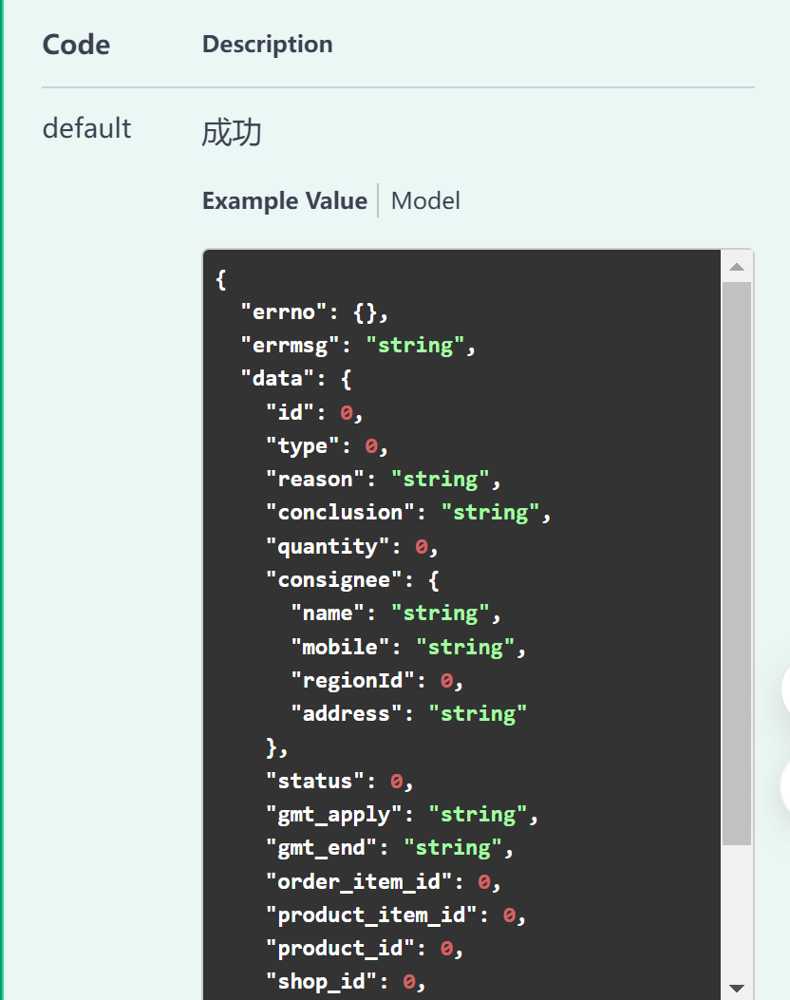 Code Description
default 成功
Example Value Model
{
  "errno": {},
  "errmsg": "string",
  "data": {
    "id": 0,
    "type": 0,
    "reason": "string",
    "conclusion": "string",
    "quantity": 0,
    "consignee": {
      "name": "string",
      "mobile": "string",
      "regionId": 0,
      "address": "string"
    },
    "status": 0,
    "gmt_apply": "string",
    "gmt_end": "string",
    "order_item_id": 0,
    "product_item_id": 0,
    "product_id": 0,
    "shop_id": 0,